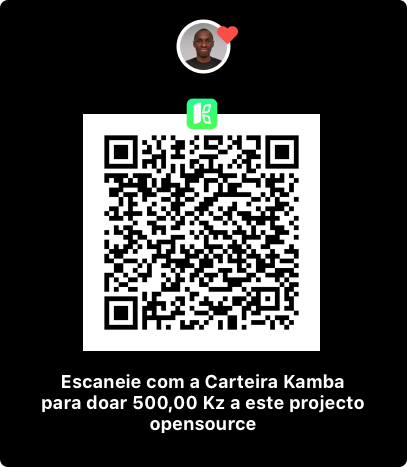 Escaneie com a Carteira Kamba
para doar 500,00 Kz a este projecto
opensource